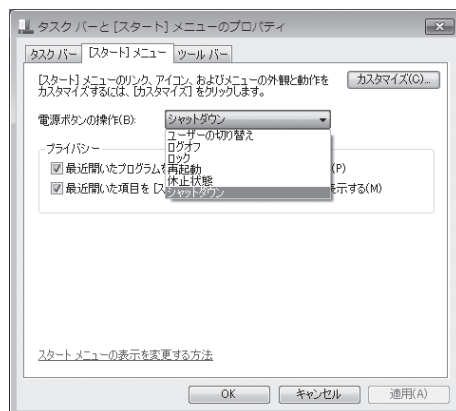 タスク バーと [スタート] メニューのプロパティ
タスク バー [スタート] メニュー ツール バー
[スタート] メニューのリンク、アイコン、およびメニューの外観と動作を
カスタマイズするには、[カスタマイズ] をクリックします。
カスタマイズ(C)...
電源ボタンの操作(B): シャットダウン
ユーザーの切り替え
ログオフ
ロック
再起動
休止状態
シャットダウン
プライバシー
最近開いたプログラムを (P)
最近開いた項目を [ス 表示する(M)
スタート メニューの表示を変更する方法
OK キャンセル 適用(A)